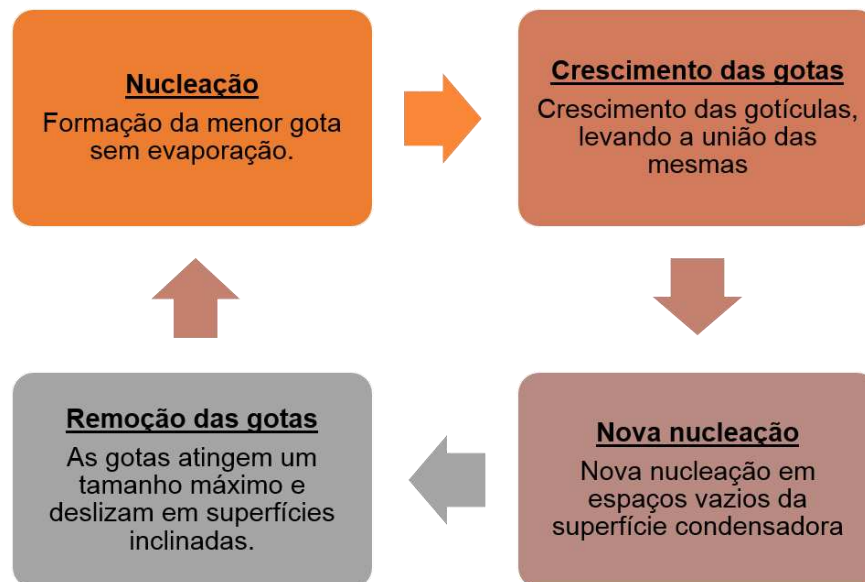 Nucleação
Formação da menor gota
sem evaporação.
Crescimento das gotas
Crescimento das gotículas,
levando a união das
mesmas
Nova nucleação
Nova nucleação em
espaços vazios da
superfície condensadora
Remoção das gotas
As gotas atingem um
tamanho máximo e
deslizam em superfícies
inclinadas.